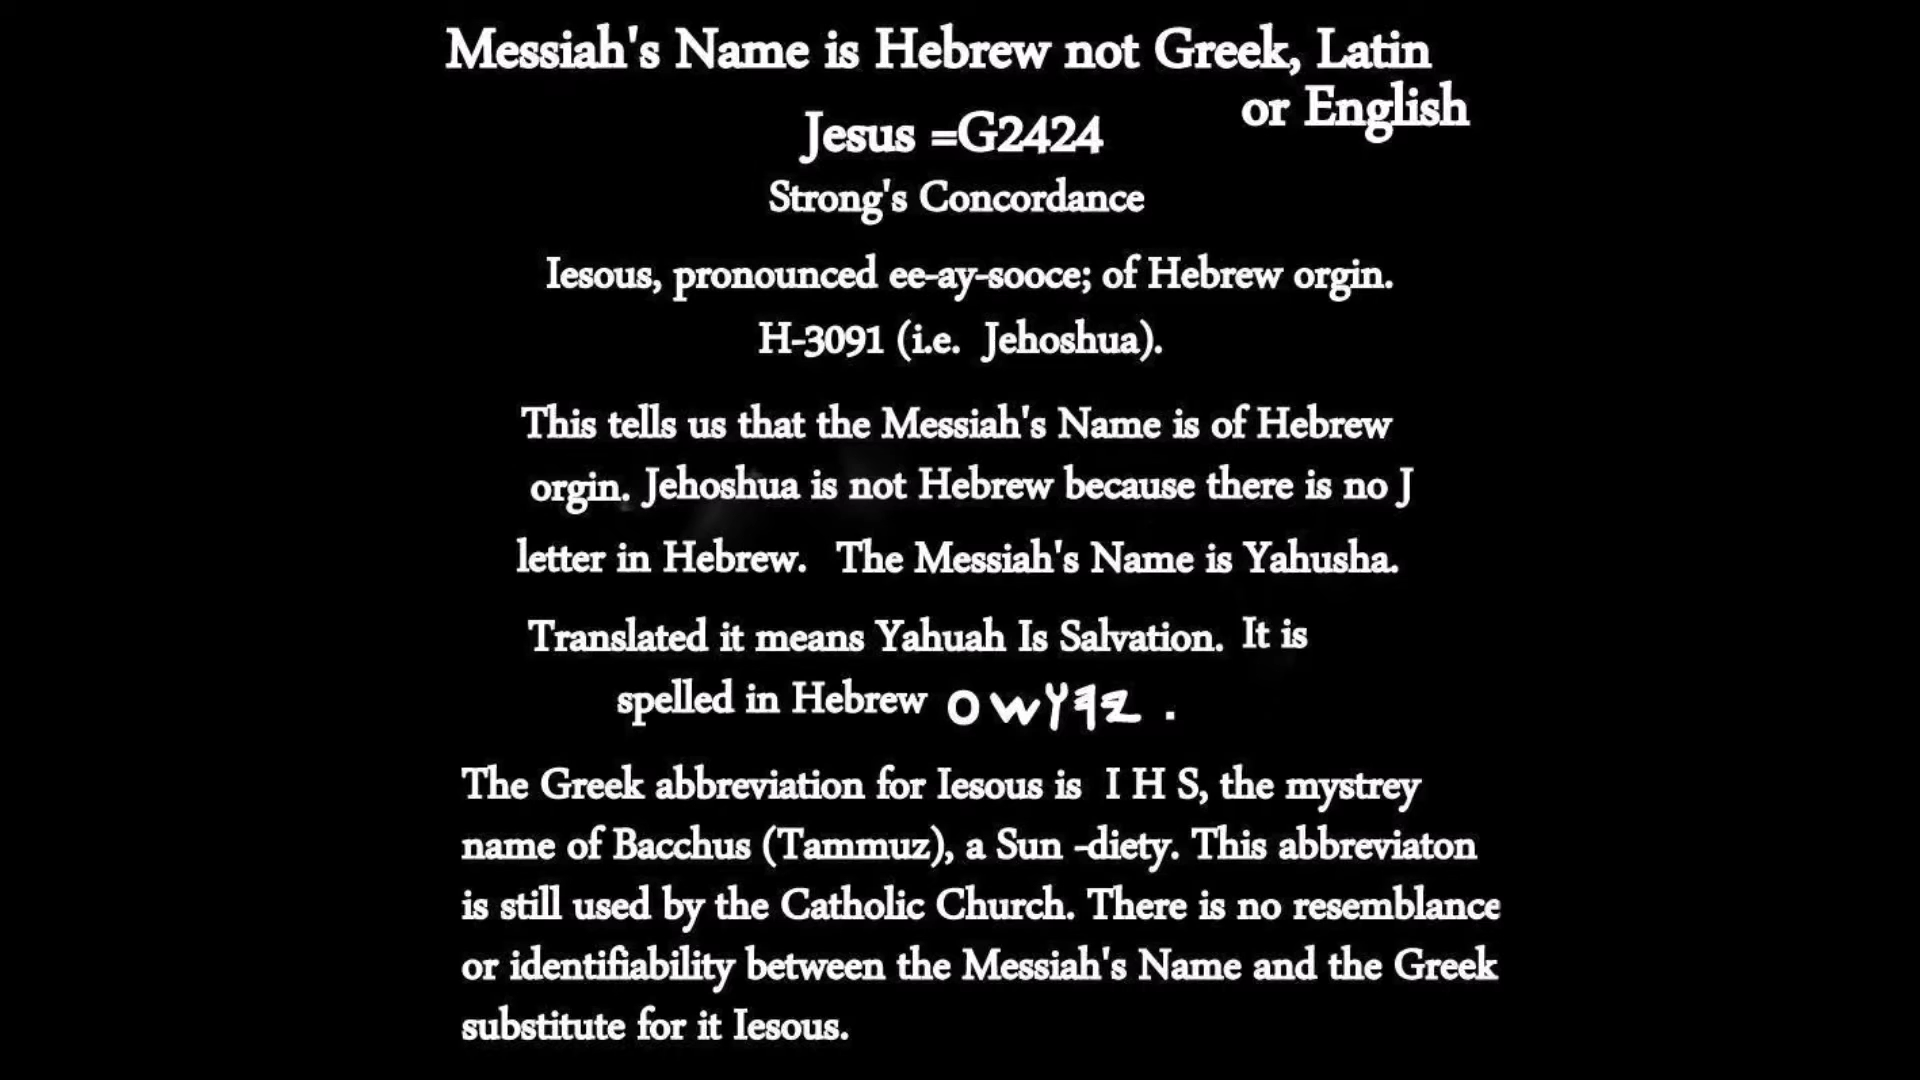 Messiah's Name is Hebrew not Greek, Latin
or English
Jesus =G2424
Strong's Concordance
Iesous, pronounced ee-ay-sooce; of Hebrew orgin.
H-3091 (i.e. Jehoshua).
This tells us that the Messiah's Name is of Hebrew
orgin. Jehoshua is not Hebrew because there is no J
letter in Hebrew. The Messiah's Name is Yahusha.
Translated it means Yahuah Is Salvation. It is
spelled in Hebrew 𐤉𐤄𐤅𐤔𐤏 .
The Greek abbreviation for Iesous is I H S, the mystrey
name of Bacchus (Tammuz), a Sun -diety. This abbreviaton
is still used by the Catholic Church. There is no resemblance
or identifiability between the Messiah's Name and the Greek
substitute for it Iesous.